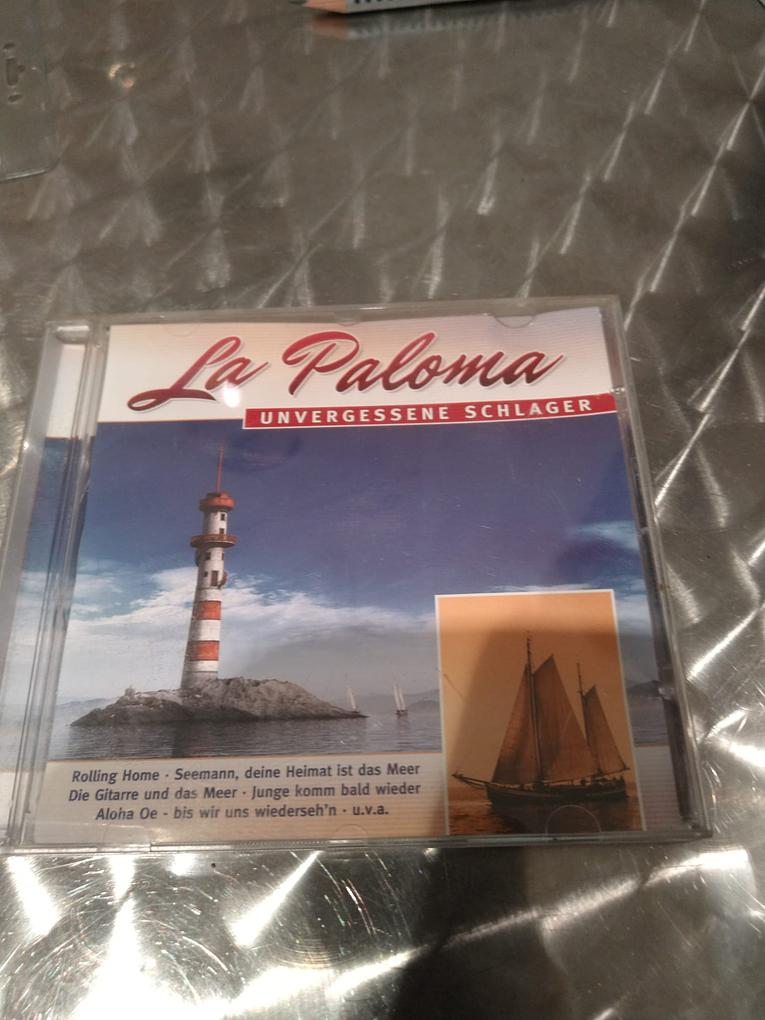 La Paloma
UNVERGESSENE SCHLAGER
Rolling Home · Seemann, deine Heimat ist das Meer
Die Gitarre und das Meer · Junge komm bald wieder
Aloha Oe - bis wir uns wiederseh'n · u.v.a.